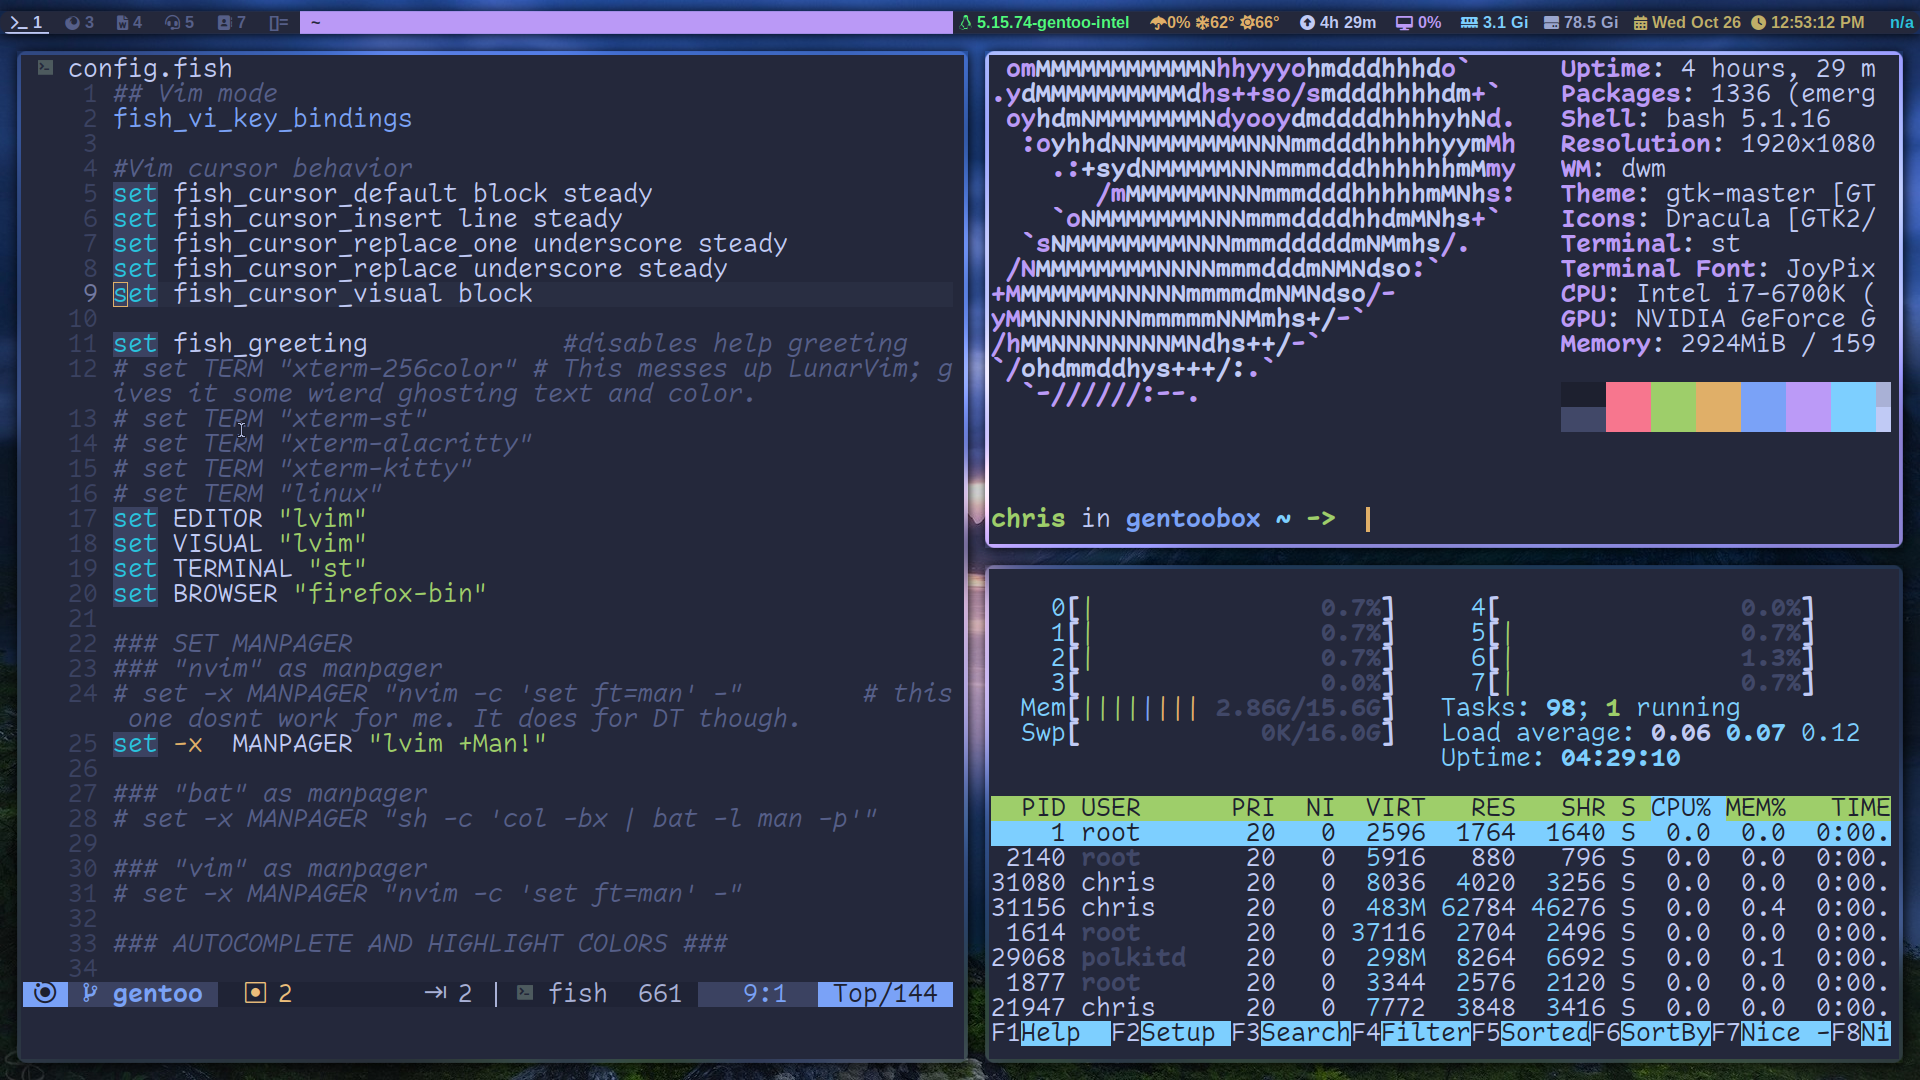 1 3 4 5 7 []= ~ 5.15.74-gentoo-intel 0% 62° 66° 4h 29m 0% 3.1 Gi 78.5 Gi Wed Oct 26 12:53:12 PM n/a
config.fish
1 ## Vim mode
2 fish_vi_key_bindings
3
4 #Vim cursor behavior
5 set fish_cursor_default block steady
6 set fish_cursor_insert line steady
7 set fish_cursor_replace_one underscore steady
8 set fish_cursor_replace underscore steady
9 set fish_cursor_visual block
10
11 set fish_greeting #disables help greeting
12 # set TERM "xterm-256color" # This messes up LunarVim; g
ives it some wierd ghosting text and color.
13 # set TERM "xterm-st"
14 # set TERM "xterm-alacritty"
15 # set TERM "xterm-kitty"
16 # set TERM "linux"
17 set EDITOR "lvim"
18 set VISUAL "lvim"
19 set TERMINAL "st"
20 set BROWSER "firefox-bin"
21
22 ### SET MANPAGER
23 ### "nvim" as manpager
24 # set -x MANPAGER "nvim -c 'set ft=man' -" # this
one dosnt work for me. It does for DT though.
25 set -x MANPAGER "lvim +Man!"
26
27 ### "bat" as manpager
28 # set -x MANPAGER "sh -c 'col -bx | bat -l man -p'"
29
30 ### "vim" as manpager
31 # set -x MANPAGER "nvim -c 'set ft=man' -"
32
33 ### AUTOCOMPLETE AND HIGHLIGHT COLORS ###
34
gentoo 2 2 | fish 661 9:1 Top/144
omMMMMMMMMMMMNhhyyyohmdddhhhdo` Uptime: 4 hours, 29 m
.ydMMMMMMMMMMdhs++so/smdddhhhhdm+` Packages: 1336 (emerg
oyhdmNMMMMMMMNdyooydmddddhhhhyhNd. Shell: bash 5.1.16
:oyhhdNNMMMMMMMNNNmmdddhhhhhyymMh Resolution: 1920x1080
.:+sydNMMMMMNNNmmmdddhhhhhhmMmy WM: dwm
/mMMMMMMNNNmmmdddhhhhhmMNhs: Theme: gtk-master [GT
`oNMMMMMMMNNNmmmddddhhdmMNhs+` Icons: Dracula [GTK2/
`sNMMMMMMMMNNNmmmdddddmNMmhs/. Terminal: st
/NMMMMMMMMNNNNmmmdddmNMNdso:` Terminal Font: JoyPix
+MMMMMMMNNNNNmmmmdmNMNdso/- CPU: Intel i7-6700K (
yMMNNNNNNNmmmmmNNMmhs+/-` GPU: NVIDIA GeForce G
/hMMNNNNNNNNMNdhs++/-` Memory: 2924MiB / 159
`/ohdmmddhys+++/:.`
`-//////:--.
chris in gentoobox ~ ->
0[| 0.7%] 4[ 0.0%]
1[| 0.7%] 5[| 0.7%]
2[| 0.7%] 6[| 1.3%]
3[ 0.0%] 7[| 0.7%]
Mem[|||||||| 2.86G/15.6G] Tasks: 98; 1 running
Swp[ 0K/16.0G] Load average: 0.06 0.07 0.12
Uptime: 04:29:10
PID USER PRI NI VIRT RES SHR S CPU% MEM% TIME
1 root 20 0 2596 1764 1640 S 0.0 0.0 0:00.
2140 root 20 0 5916 880 796 S 0.0 0.0 0:00.
31080 chris 20 0 8036 4020 3256 S 0.0 0.0 0:00.
31156 chris 20 0 483M 62784 46276 S 0.0 0.4 0:00.
1614 root 20 0 37116 2704 2496 S 0.0 0.0 0:00.
29068 polkitd 20 0 298M 8264 6692 S 0.0 0.1 0:00.
1877 root 20 0 3344 2576 2120 S 0.0 0.0 0:00.
21947 chris 20 0 7772 3848 3416 S 0.0 0.0 0:00.
F1Help F2Setup F3SearchF4FilterF5SortedF6SortByF7Nice -F8Ni